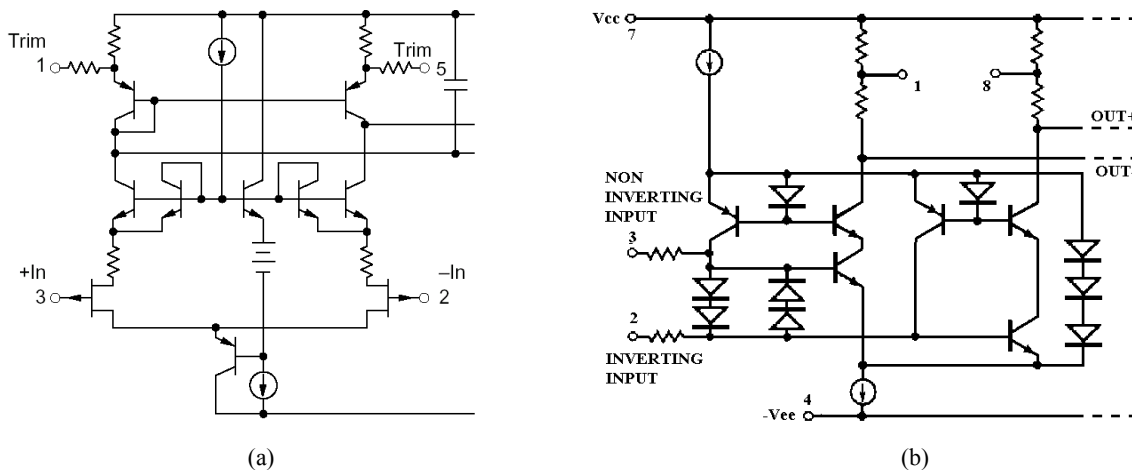 Trim
1
Trim
5
+In
3
–In
2
(a)
Vcc
7
1
8
OUT+
OUT-
NON
INVERTING
INPUT
3
2
INVERTING
INPUT
4
-Vee
(b)